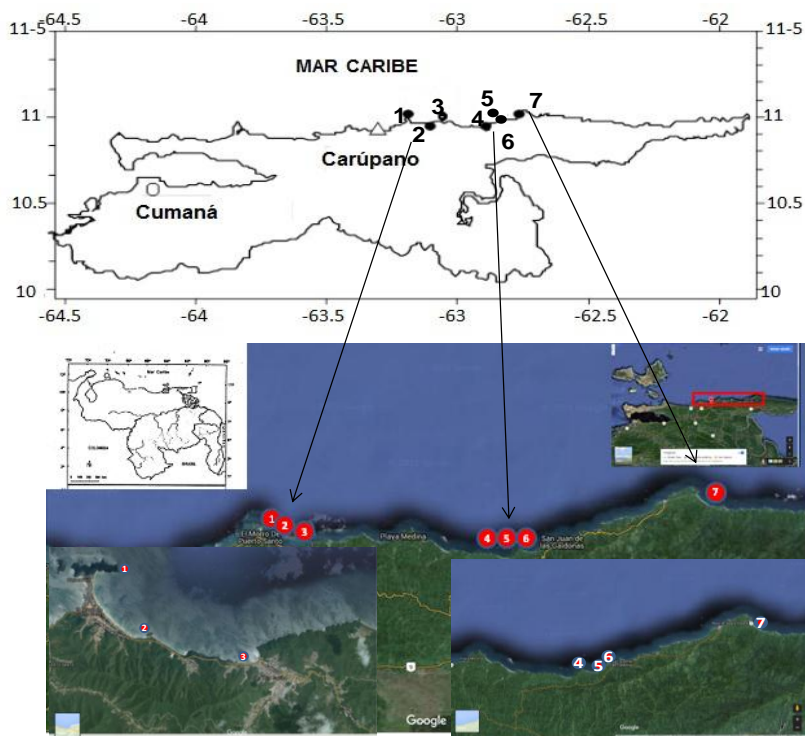 -64.5 -64 -63.5 -63 -62.5 -62
11-5 11-5
MAR CARIBE
1 3 5 7
11 11
2 4 6
Carúpano
10.5 10.5
Cumaná
10 10
-64.5 -64 -63.5 -63 -62.5 -62
Mar Caribe
COLOMBIA
BRASIL
7
1 2 3
4 5 6
El Morro De
Puerto Santo
Playa Medina
San Juan de
las Galdonas
1
2
3
9
Google
Google
7
6
4 5
Google